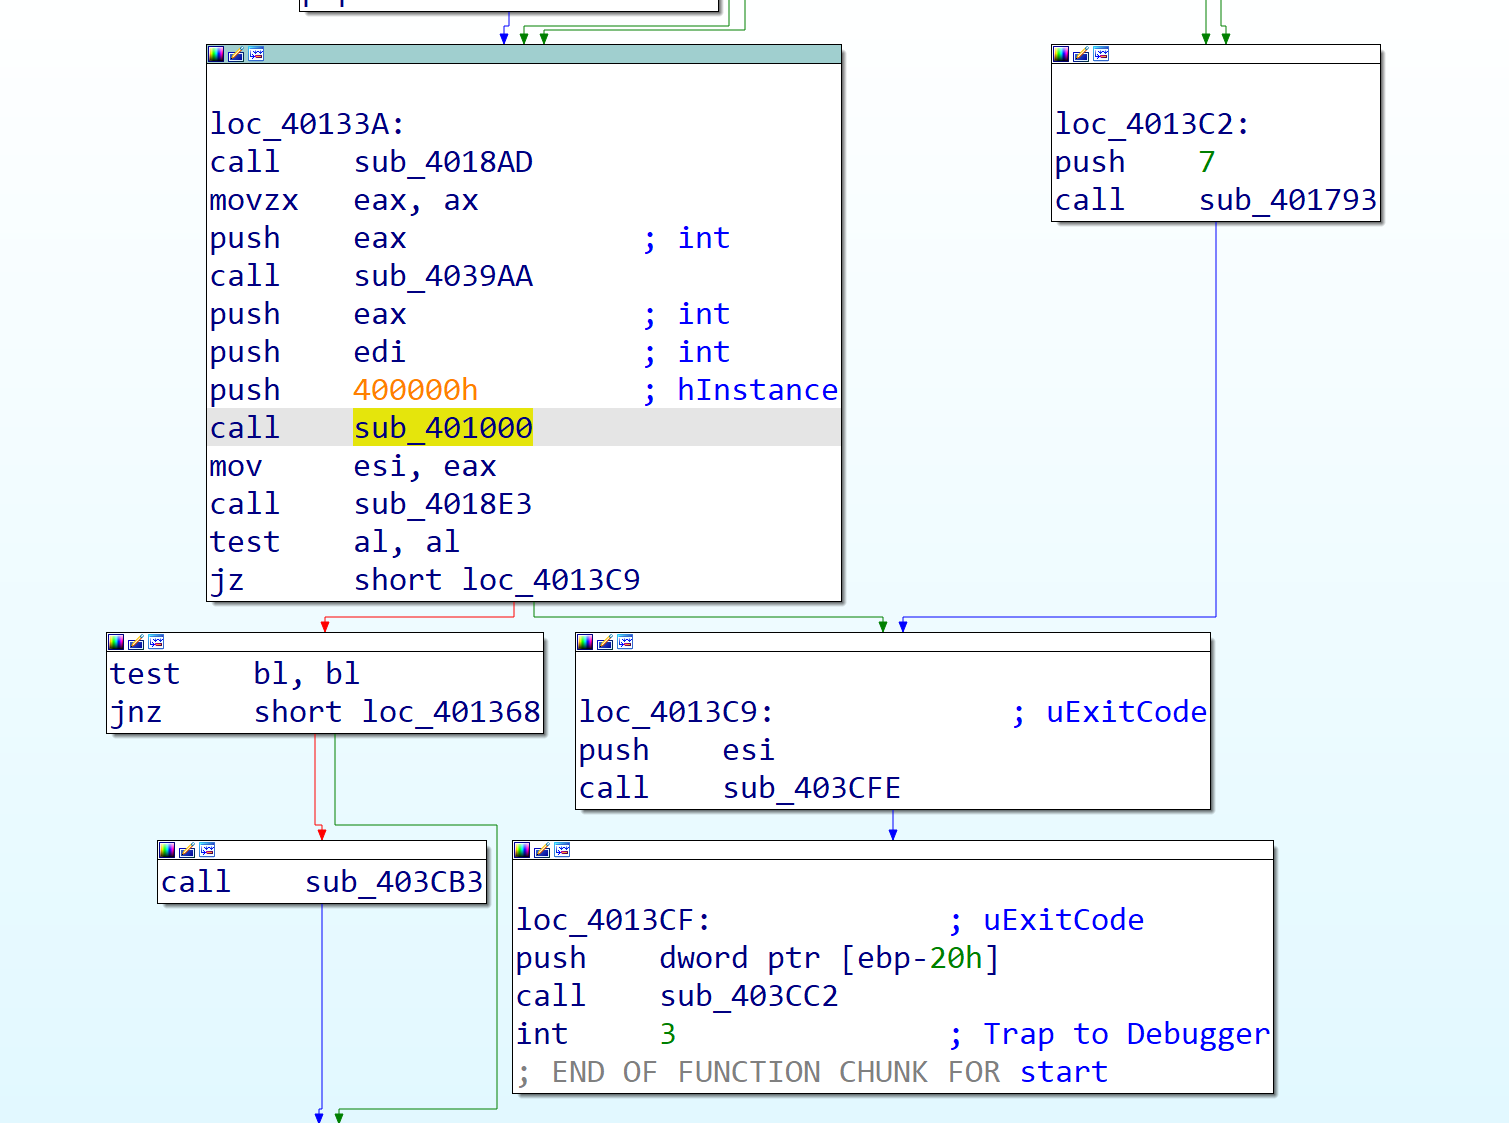 loc_40133A:
call sub_4018AD
movzx eax, ax
push eax ; int
call sub_4039AA
push eax ; int
push edi ; int
push 400000h ; hInstance
call sub_401000
mov esi, eax
call sub_4018E3
test al, al
jz short loc_4013C9
loc_4013C2:
push 7
call sub_401793
test bl, bl
jnz short loc_401368
loc_4013C9: ; uExitCode
push esi
call sub_403CFE
call sub_403CB3
loc_4013CF: ; uExitCode
push dword ptr [ebp-20h]
call sub_403CC2
int 3 ; Trap to Debugger
; END OF FUNCTION CHUNK FOR start